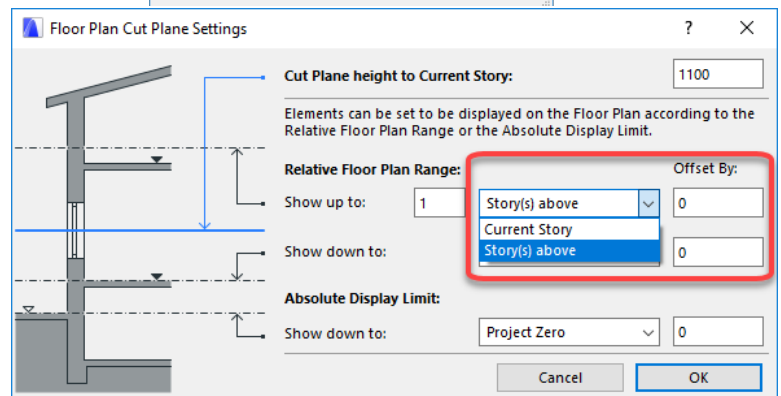 Floor Plan Cut Plane Settings ? ×
Cut Plane height to Current Story: 1100
Elements can be set to be displayed on the Floor Plan according to the
Relative Floor Plan Range or the Absolute Display Limit.
Relative Floor Plan Range: Offset By:
Show up to: 1 Story(s) above 0
Current Story
Show down to: Story(s) above 0
Absolute Display Limit:
Show down to: Project Zero 0
Cancel OK